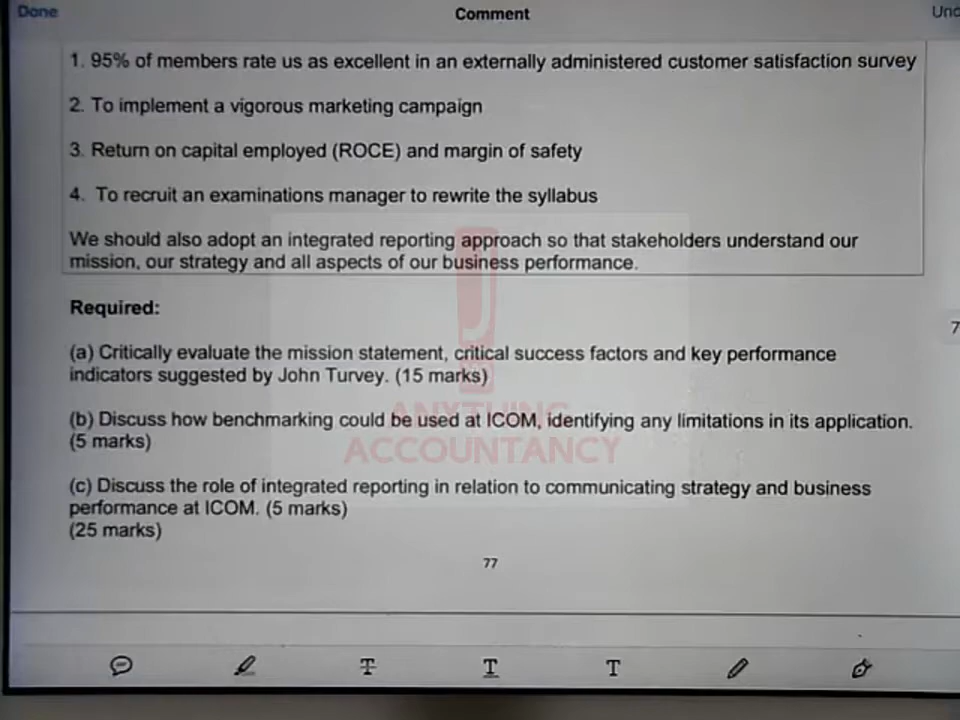 Done
Comment
Und
1. 95% of members rate us as excellent in an externally administered customer satisfaction survey
2. To implement a vigorous marketing campaign
3. Return on capital employed (ROCE) and margin of safety
4. To recruit an examinations manager to rewrite the syllabus
We should also adopt an integrated reporting approach so that stakeholders understand our
mission, our strategy and all aspects of our business performance.
Required:
(a) Critically evaluate the mission statement, critical success factors and key performance
indicators suggested by John Turvey. (15 marks)
(b) Discuss how benchmarking could be used at ICOM, identifying any limitations in its application.
(5 marks)
ANYTHING
ACCOUNTANCY
(c) Discuss the role of integrated reporting in relation to communicating strategy and business
performance at ICOM. (5 marks)
(25 marks)
77
7
T
T
T